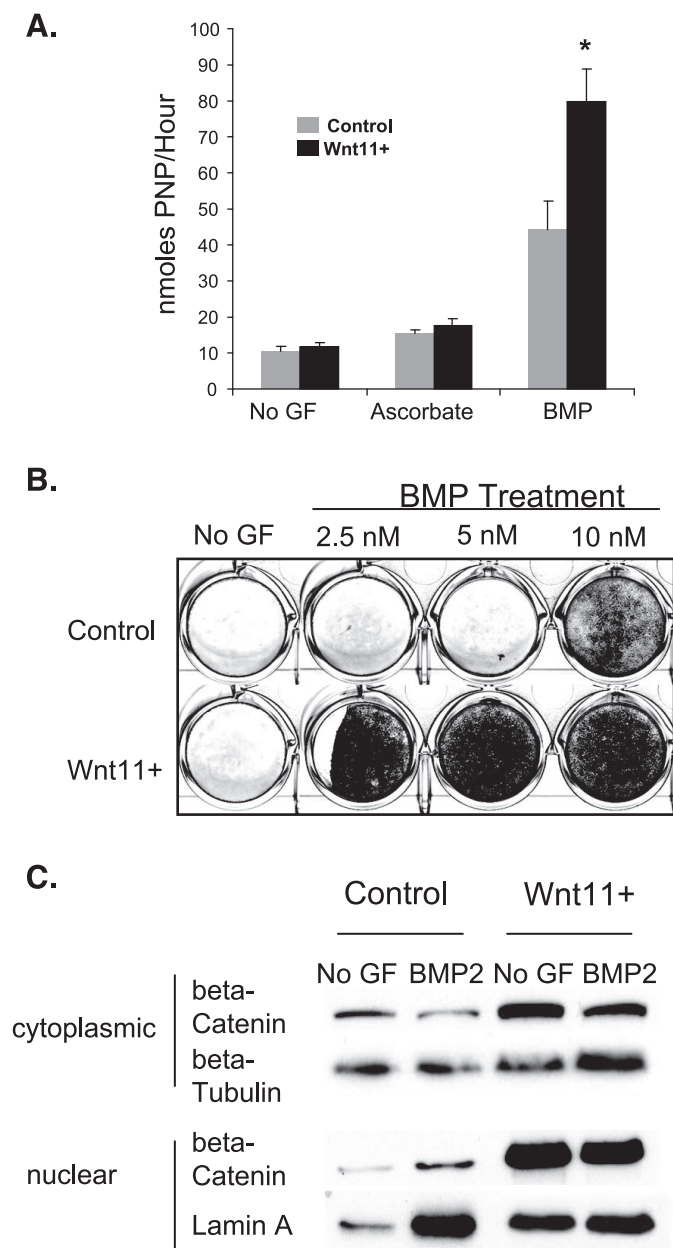 A.
nmoles PNP/Hour
100
90
80
70
60
50
40
30
20
10
0
Control
Wnt11+
*
No GF Ascorbate BMP
B.
BMP Treatment
No GF 2.5 nM 5 nM 10 nM
Control
Wnt11+
C.
Control Wnt11+
No GF BMP2 No GF BMP2
cytoplasmic
beta-
Catenin
beta-
Tubulin
nuclear
beta-
Catenin
Lamin A